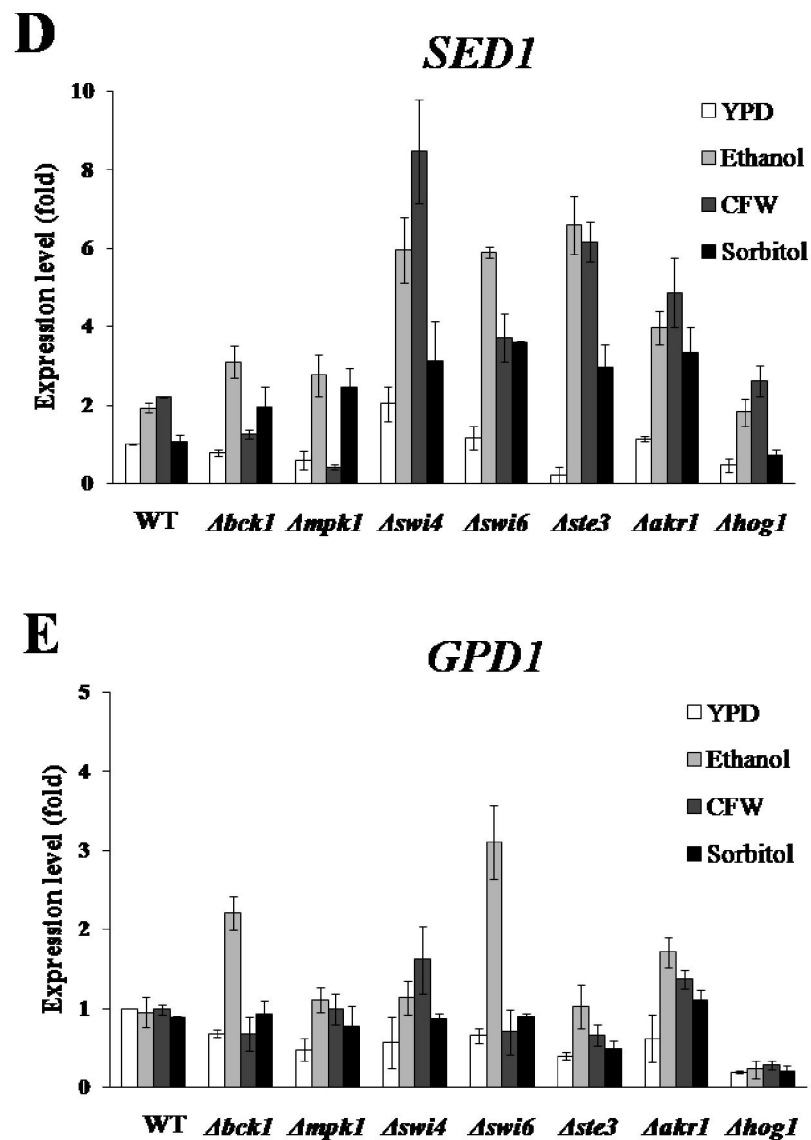 D
SED1
10
8
6
4
2
0
Expression level (fold)
YPD
Ethanol
CFW
Sorbitol
WT Δbck1 Δmpk1 Δswi4 Δswi6 Δste3 Δakr1 Δhog1
E
GPD1
5
4
3
2
1
0
Expression level (fold)
YPD
Ethanol
CFW
Sorbitol
WT Δbck1 Δmpk1 Δswi4 Δswi6 Δste3 Δakr1 Δhog1